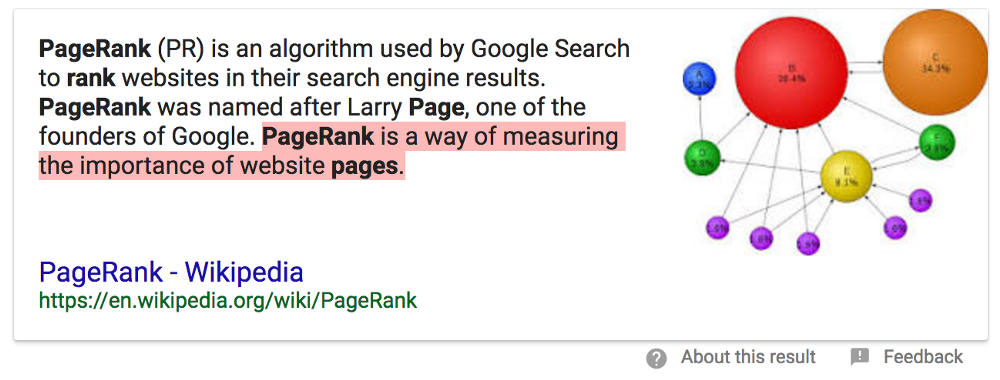 PageRank (PR) is an algorithm used by Google Search
to rank websites in their search engine results.
PageRank was named after Larry Page, one of the
founders of Google. PageRank is a way of measuring
the importance of website pages.
B
38.4%
C
34.3%
A
3.3%
D
3.9%
E
8.1%
F
3.9%
1.6%
1.6%
1.6%
1.6%
1.6%
PageRank - Wikipedia
https://en.wikipedia.org/wiki/PageRank
About this result
Feedback